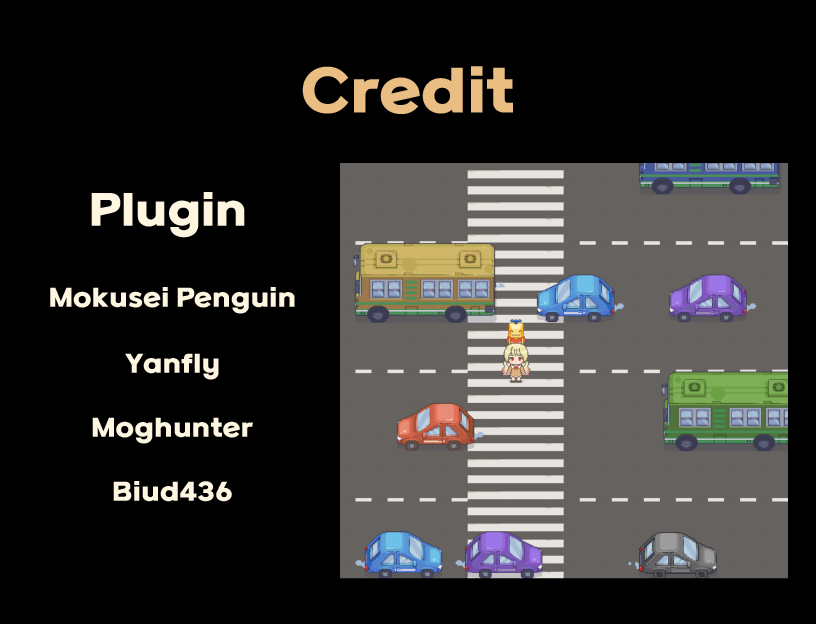 Credit
Plugin
Mokusei Penguin
Yanfly
Moghunter
Biud436